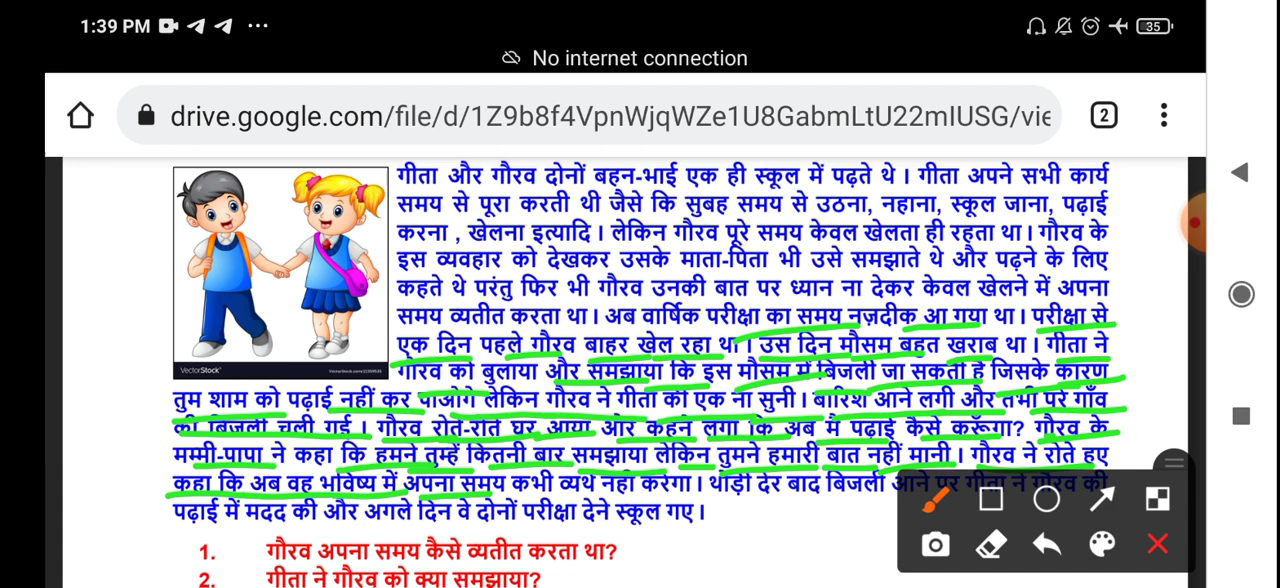 1:39 PM
35
No internet connection
drive.google.com/file/d/1Z9b8f4VpnWjqWZe1U8GabmLtU22mIUSG/vie
2
गीता और गौरव दोनों बहन-भाई एक ही स्कूल में पढ़ते थे । गीता अपने सभी कार्य
समय से पूरा करती थी जैसे कि सुबह समय से उठना, नहाना, स्कूल जाना, पढ़ाई
करना , खेलना इत्यादि । लेकिन गौरव पूरे समय केवल खेलता ही रहता था । गौरव के
इस व्यवहार को देखकर उसके माता-पिता भी उसे समझाते थे और पढ़ने के लिए
कहते थे परंतु फिर भी गौरव उनकी बात पर ध्यान ना देकर केवल खेलने में अपना
समय व्यतीत करता था । अब वार्षिक परीक्षा का समय नज़दीक आ गया था । परीक्षा से
एक दिन पहले गौरव बाहर खेल रहा था । उस दिन मौसम बहुत खराब था । गीता ने
गौरव को बुलाया और समझाया कि इस मौसम में बिजली जा सकती है जिसके कारण
तुम शाम को पढ़ाई नहीं कर पाओगे लेकिन गौरव ने गीता की एक ना सुनी । बारिश आने लगी और तभी पूरे गाँव
की बिजली चली गई । गौरव रोते-रोते घर आया और कहने लगा कि अब मैं पढ़ाई कैसे करूँगा? गौरव के
मम्मी-पापा ने कहा कि हमने तुम्हें कितनी बार समझाया लेकिन तुमने हमारी बात नहीं मानी । गौरव ने रोते हुए
कहा कि अब वह भविष्य में अपना समय कभी व्यर्थ नहीं करेगा । थोड़ी देर बाद बिजली आने पर गीता ने गौरव की
पढ़ाई में मदद की और अगले दिन वे दोनों परीक्षा देने स्कूल गए ।
VectorStock
1. गौरव अपना समय कैसे व्यतीत करता था?
2. गीता ने गौरव को क्या समझाया?